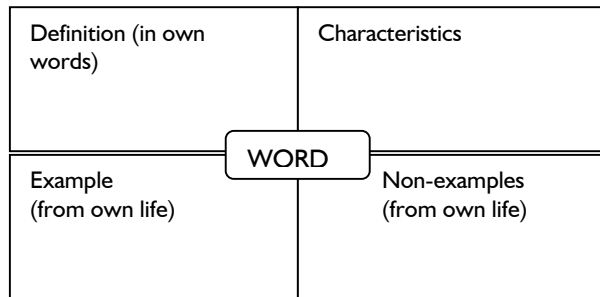 Definition (in own
words)
Characteristics
WORD
Example
(from own life)
Non-examples
(from own life)